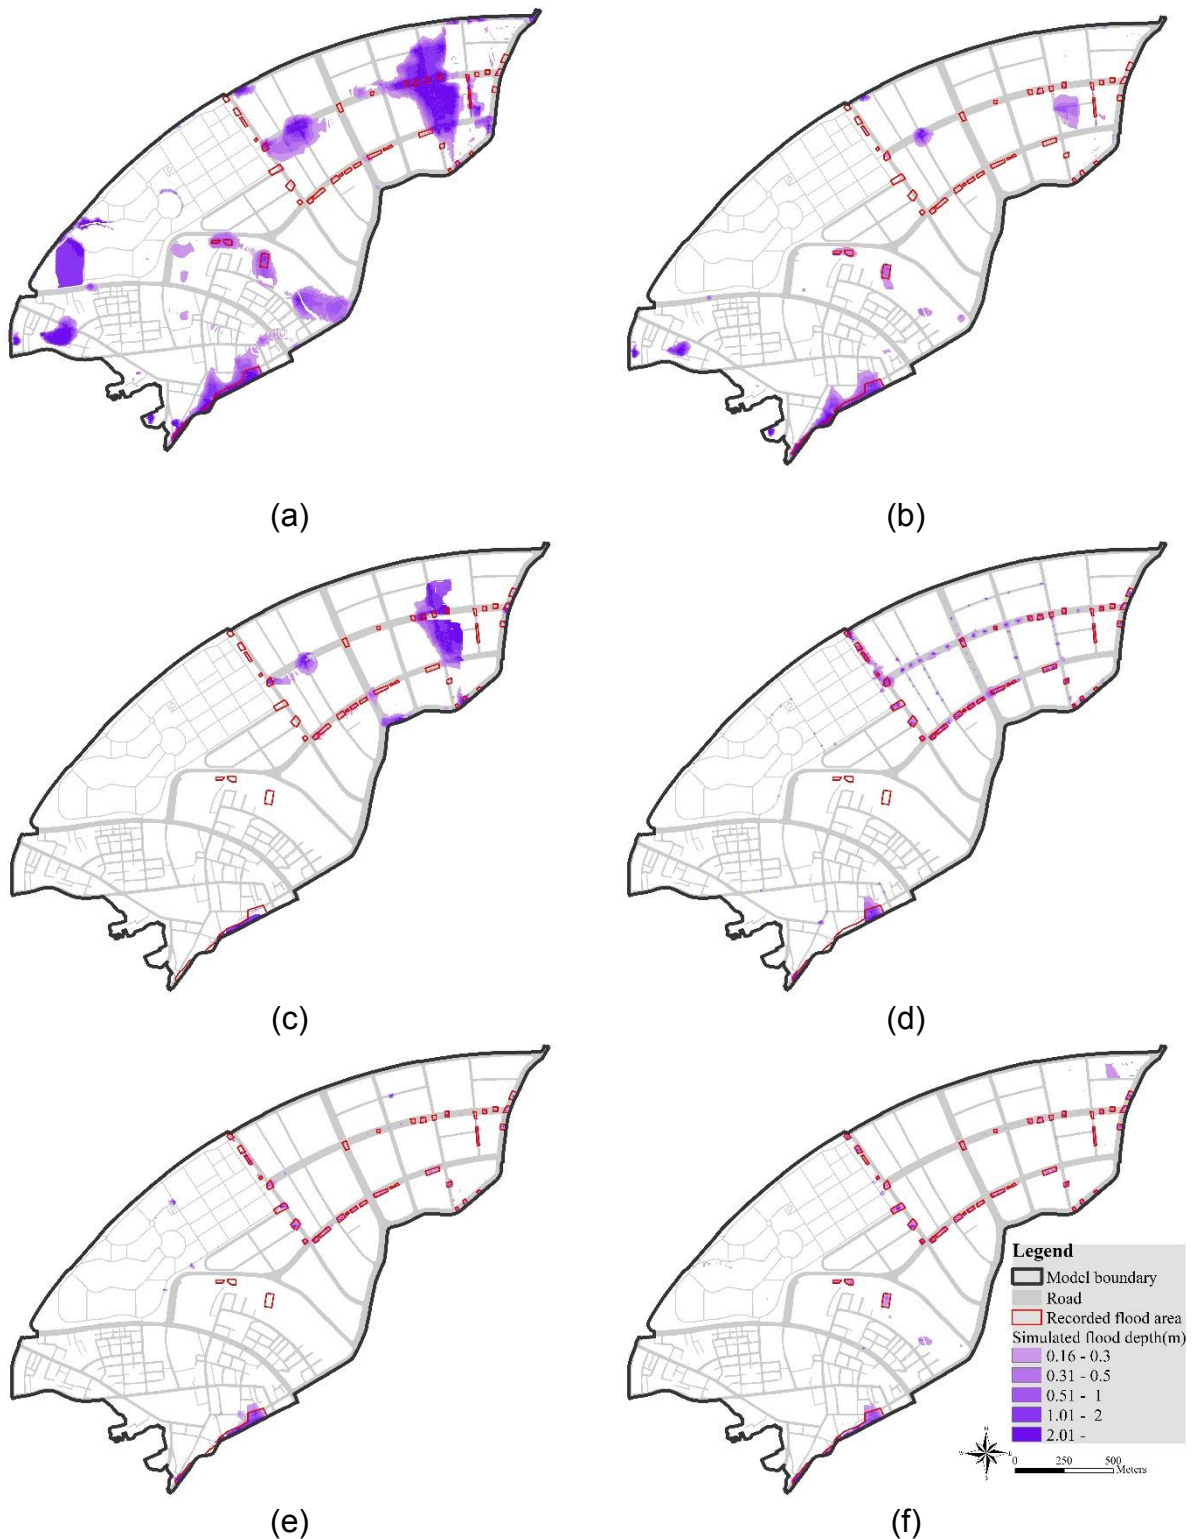 (a)
(b)
(c)
(d)
(e)
(f)
Legend
Model boundary
Road
Recorded flood area
Simulated flood depth(m)
0.16 - 0.3
0.31 - 0.5
0.51 - 1
1.01 - 2
2.01 -
N
W
E
S
0 250 500
Meters